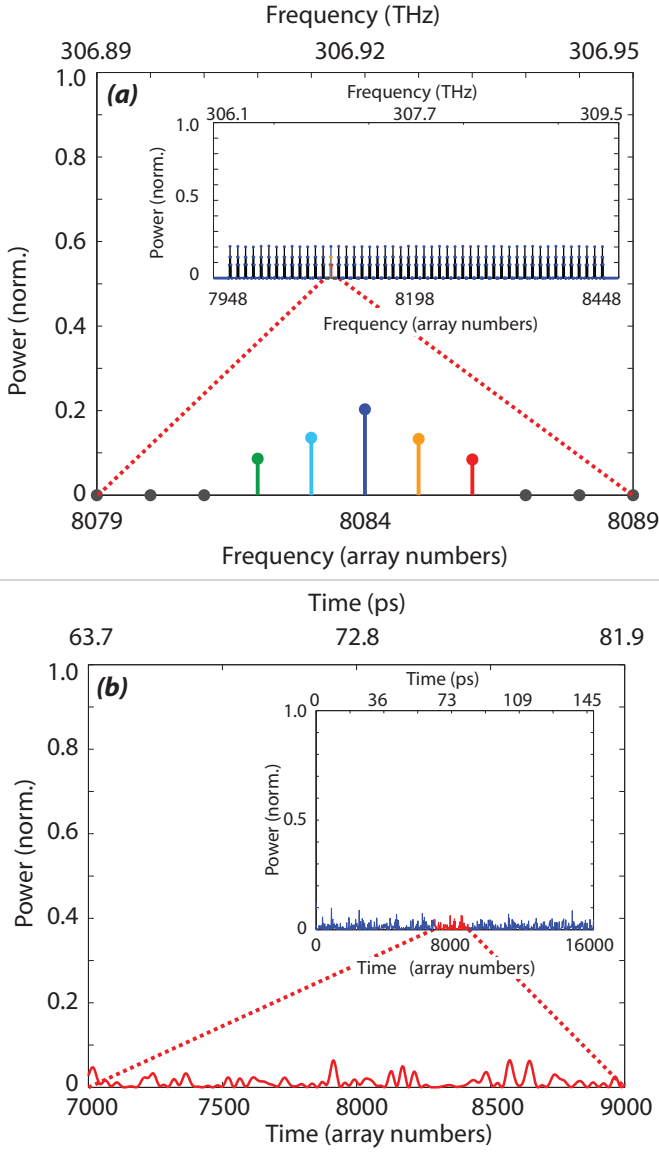 Frequency (THz)
306.89 306.92 306.95
1.0 (a)
Frequency (THz)
306.1 307.7 309.5
1.0
0.8
0.5
Power (norm.)
0.6
0
7948 8198 8448
Frequency (array numbers)
Power (norm.)
0.4
0.2
0
8079 8084 8089
Frequency (array numbers)
Time (ps)
63.7 72.8 81.9
1.0 (b)
Time (ps)
0 36 73 109 145
1.0
0.8
Power (norm.)
0.5
0.6
0
0 8000 16000
Time (array numbers)
Power (norm.)
0.4
0.2
0
7000 7500 8000 8500 9000
Time (array numbers)